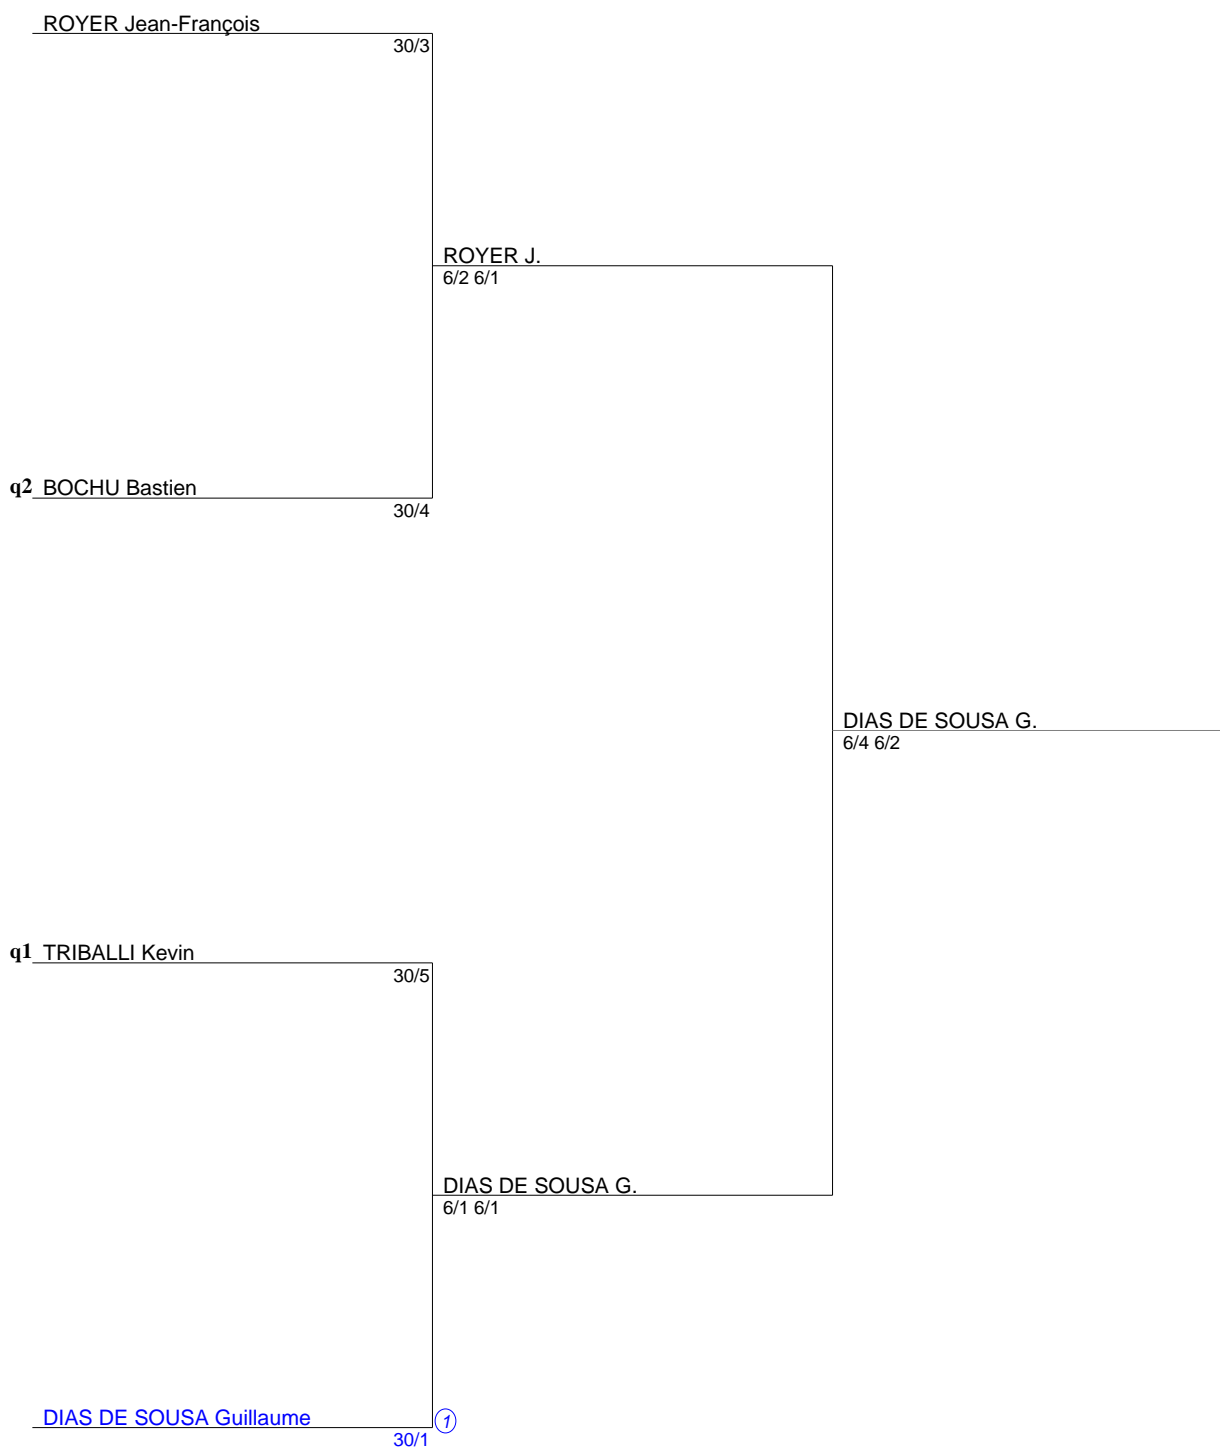 ROYER Jean-François
30/3
ROYER J.
6/2 6/1
q2 BOCHU Bastien
30/4
DIAS DE SOUSA G.
6/4 6/2
q1 TRIBALLI Kevin
30/5
DIAS DE SOUSA G.
6/1 6/1
DIAS DE SOUSA Guillaume 1
30/1